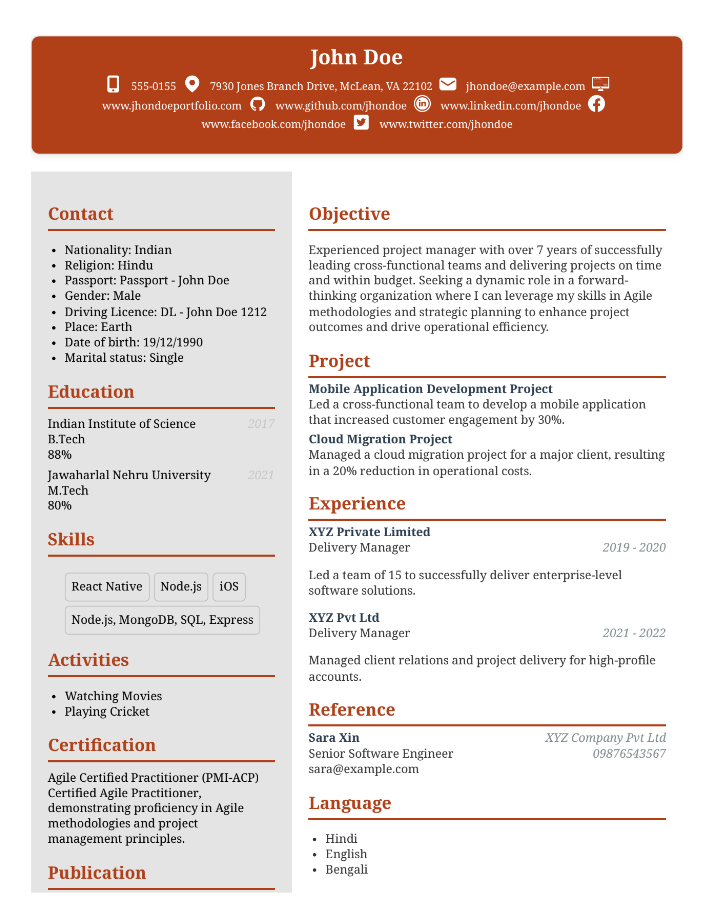 John Doe
555-0155 7930 Jones Branch Drive, McLean, VA 22102 jhondoe@example.com
www.jhondoeportfolio.com www.github.com/jhondoe www.linkedin.com/jhondoe
www.facebook.com/jhondoe www.twitter.com/jhondoe
Contact
• Nationality: Indian
• Religion: Hindu
• Passport: Passport - John Doe
• Gender: Male
• Driving Licence: DL - John Doe 1212
• Place: Earth
• Date of birth: 19/12/1990
• Marital status: Single
Education
Indian Institute of Science 2017
B.Tech
88%
Jawaharlal Nehru University 2021
M.Tech
80%
Skills
React Native Node.js iOS
Node.js, MongoDB, SQL, Express
Activities
• Watching Movies
• Playing Cricket
Certification
Agile Certified Practitioner (PMI-ACP)
Certified Agile Practitioner,
demonstrating proficiency in Agile
methodologies and project
management principles.
Publication
Objective
Experienced project manager with over 7 years of successfully
leading cross-functional teams and delivering projects on time
and within budget. Seeking a dynamic role in a forward-
thinking organization where I can leverage my skills in Agile
methodologies and strategic planning to enhance project
outcomes and drive operational efficiency.
Project
Mobile Application Development Project
Led a cross-functional team to develop a mobile application
that increased customer engagement by 30%.
Cloud Migration Project
Managed a cloud migration project for a major client, resulting
in a 20% reduction in operational costs.
Experience
XYZ Private Limited
Delivery Manager 2019 - 2020
Led a team of 15 to successfully deliver enterprise-level
software solutions.
XYZ Pvt Ltd
Delivery Manager 2021 - 2022
Managed client relations and project delivery for high-profile
accounts.
Reference
Sara Xin XYZ Company Pvt Ltd
Senior Software Engineer 09876543567
sara@example.com
Language
• Hindi
• English
• Bengali